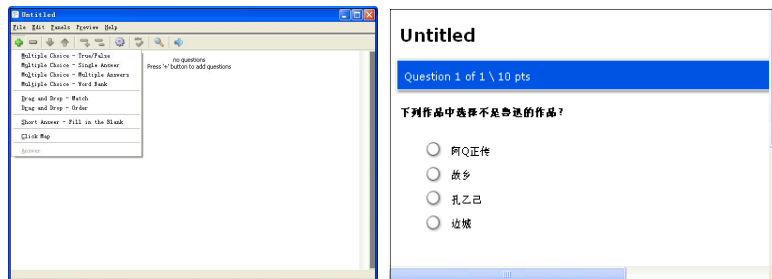 Untitled
File Edit Panels Preview Help
no questions
Press '+' button to add questions
Multiple Choice - True/False
Multiple Choice - Single Answer
Multiple Choice - Multiple Answers
Multiple Choice - Word Bank
Drag and Drop - Match
Drag and Drop - Order
Short Answer - Fill in the Blank
Click Map
Answer
Untitled
Question 1 of 1 \ 10 pts
下列作品中选择不是鲁迅的作品？
阿Q正传
故乡
孔乙己
边城